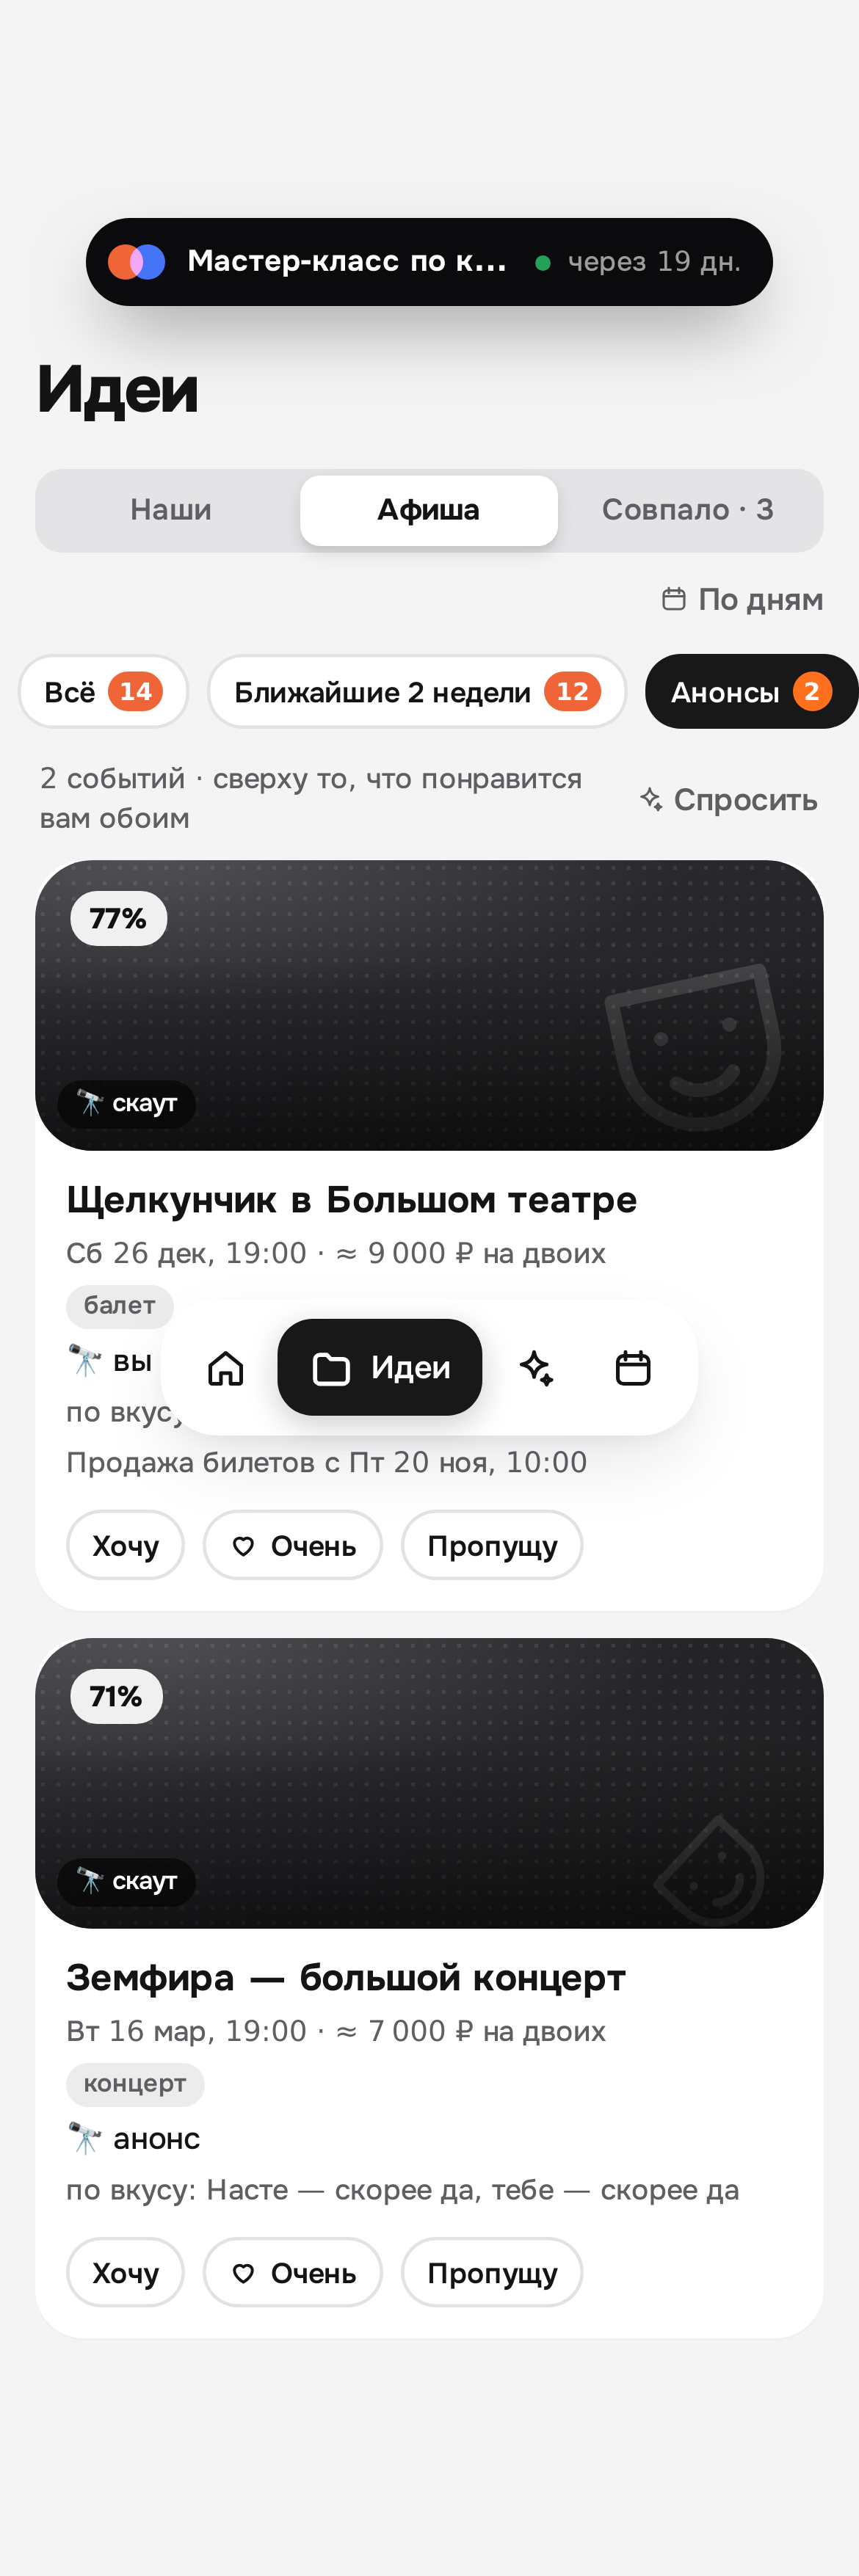 Мастер-класс по к... через 19 дн.
Идеи
Наши
Афиша
Совпало · 3
По дням
Всё 14
Ближайшие 2 недели 12
Анонсы 2
2 событий · сверху то, что понравится
вам обоим
Спросить
77%
скаут
Щелкунчик в Большом театре
Сб 26 дек, 19:00 · ≈ 9 000 ₽ на двоих
балет
вы
Идеи
по вкусу
Продажа билетов с Пт 20 ноя, 10:00
Хочу
Очень
Пропущу
71%
скаут
Земфира — большой концерт
Вт 16 мар, 19:00 · ≈ 7 000 ₽ на двоих
концерт
анонс
по вкусу: Насте — скорее да, тебе — скорее да
Хочу
Очень
Пропущу